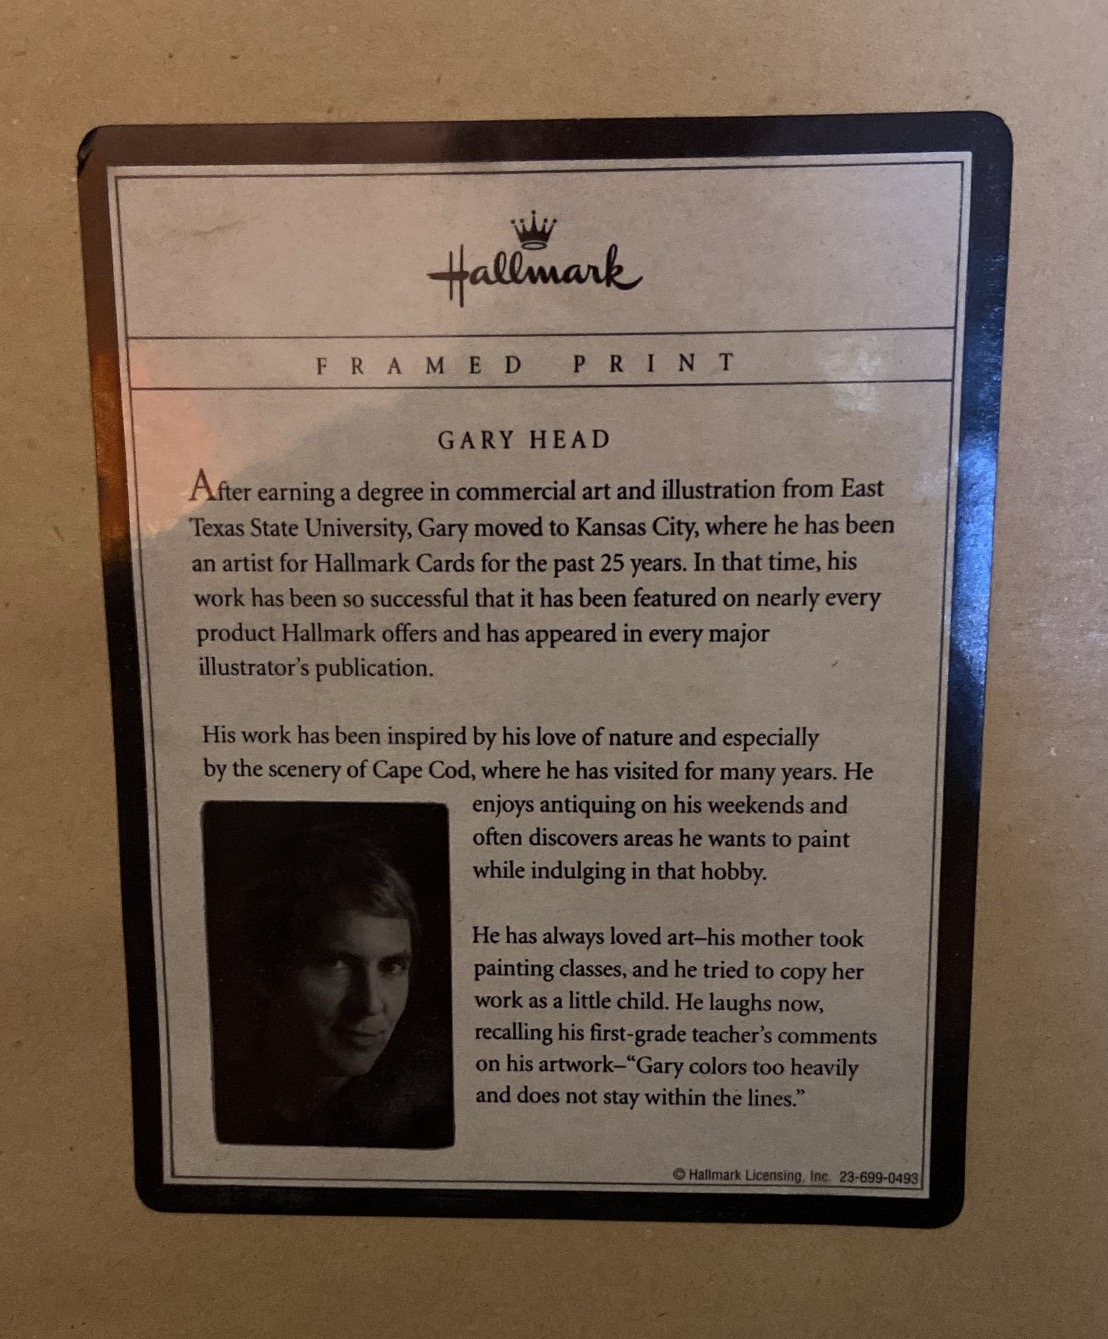 Hallmark
FRAMED PRINT
GARY HEAD
After earning a degree in commercial art and illustration from East
Texas State University, Gary moved to Kansas City, where he has been
an artist for Hallmark Cards for the past 25 years. In that time, his
work has been so successful that it has been featured on nearly every
product Hallmark offers and has appeared in every major
illustrator's publication.
His work has been inspired by his love of nature and especially
by the scenery of Cape Cod, where he has visited for many years. He
enjoys antiquing on his weekends and
often discovers areas he wants to paint
while indulging in that hobby.
He has always loved art–his mother took
painting classes, and he tried to copy her
work as a little child. He laughs now,
recalling his first-grade teacher's comments
on his artwork–“Gary colors too heavily
and does not stay within the lines.”
© Hallmark Licensing, Inc. 23-699-0493